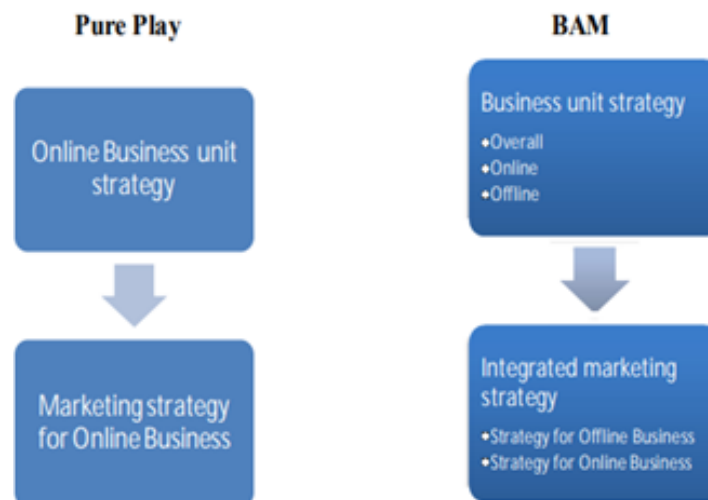 Pure Play
Online Business unit
strategy
Marketing strategy
for Online Business
BAM
Business unit strategy
•Overall
•Online
•Offline
Integrated marketing
strategy
•Strategy for Offline Business
•Strategy for Online Business